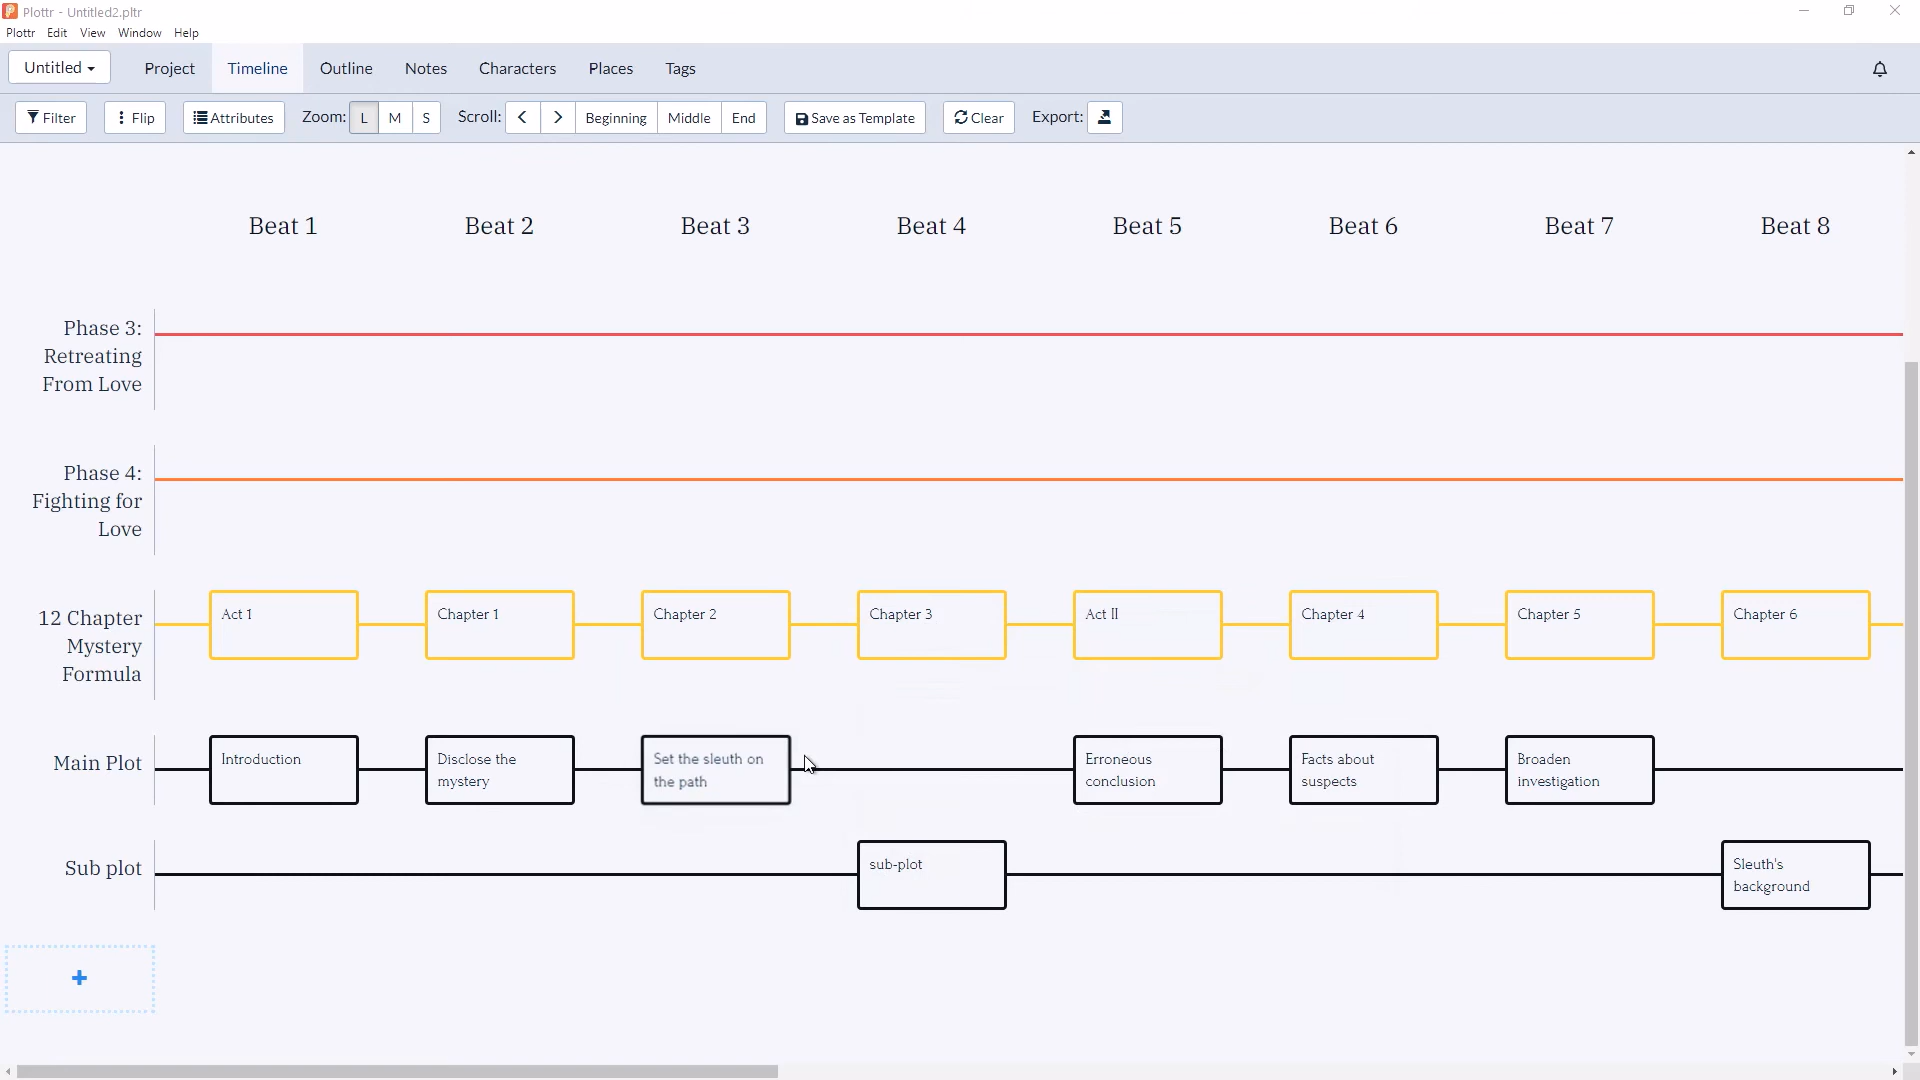 Plottr - Untitled2.pltr
Plottr Edit View Window Help
Untitled Project Timeline Outline Notes Characters Places Tags
Filter Flip Attributes Zoom: L M S Scroll: Beginning Middle End Save as Template Clear Export:
Beat 1 Beat 2 Beat 3 Beat 4 Beat 5 Beat 6 Beat 7 Beat 8
Phase 3:
Retreating
From Love
Phase 4:
Fighting for
Love
12 Chapter
Mystery
Formula
Act 1
Chapter 1
Chapter 2
Chapter 3
Act II
Chapter 4
Chapter 5
Chapter 6
Main Plot
Introduction
Disclose the
mystery
Set the sleuth on
the path
Erroneous
conclusion
Facts about
suspects
Broaden
investigation
Sub plot
sub-plot
Sleuth's
background